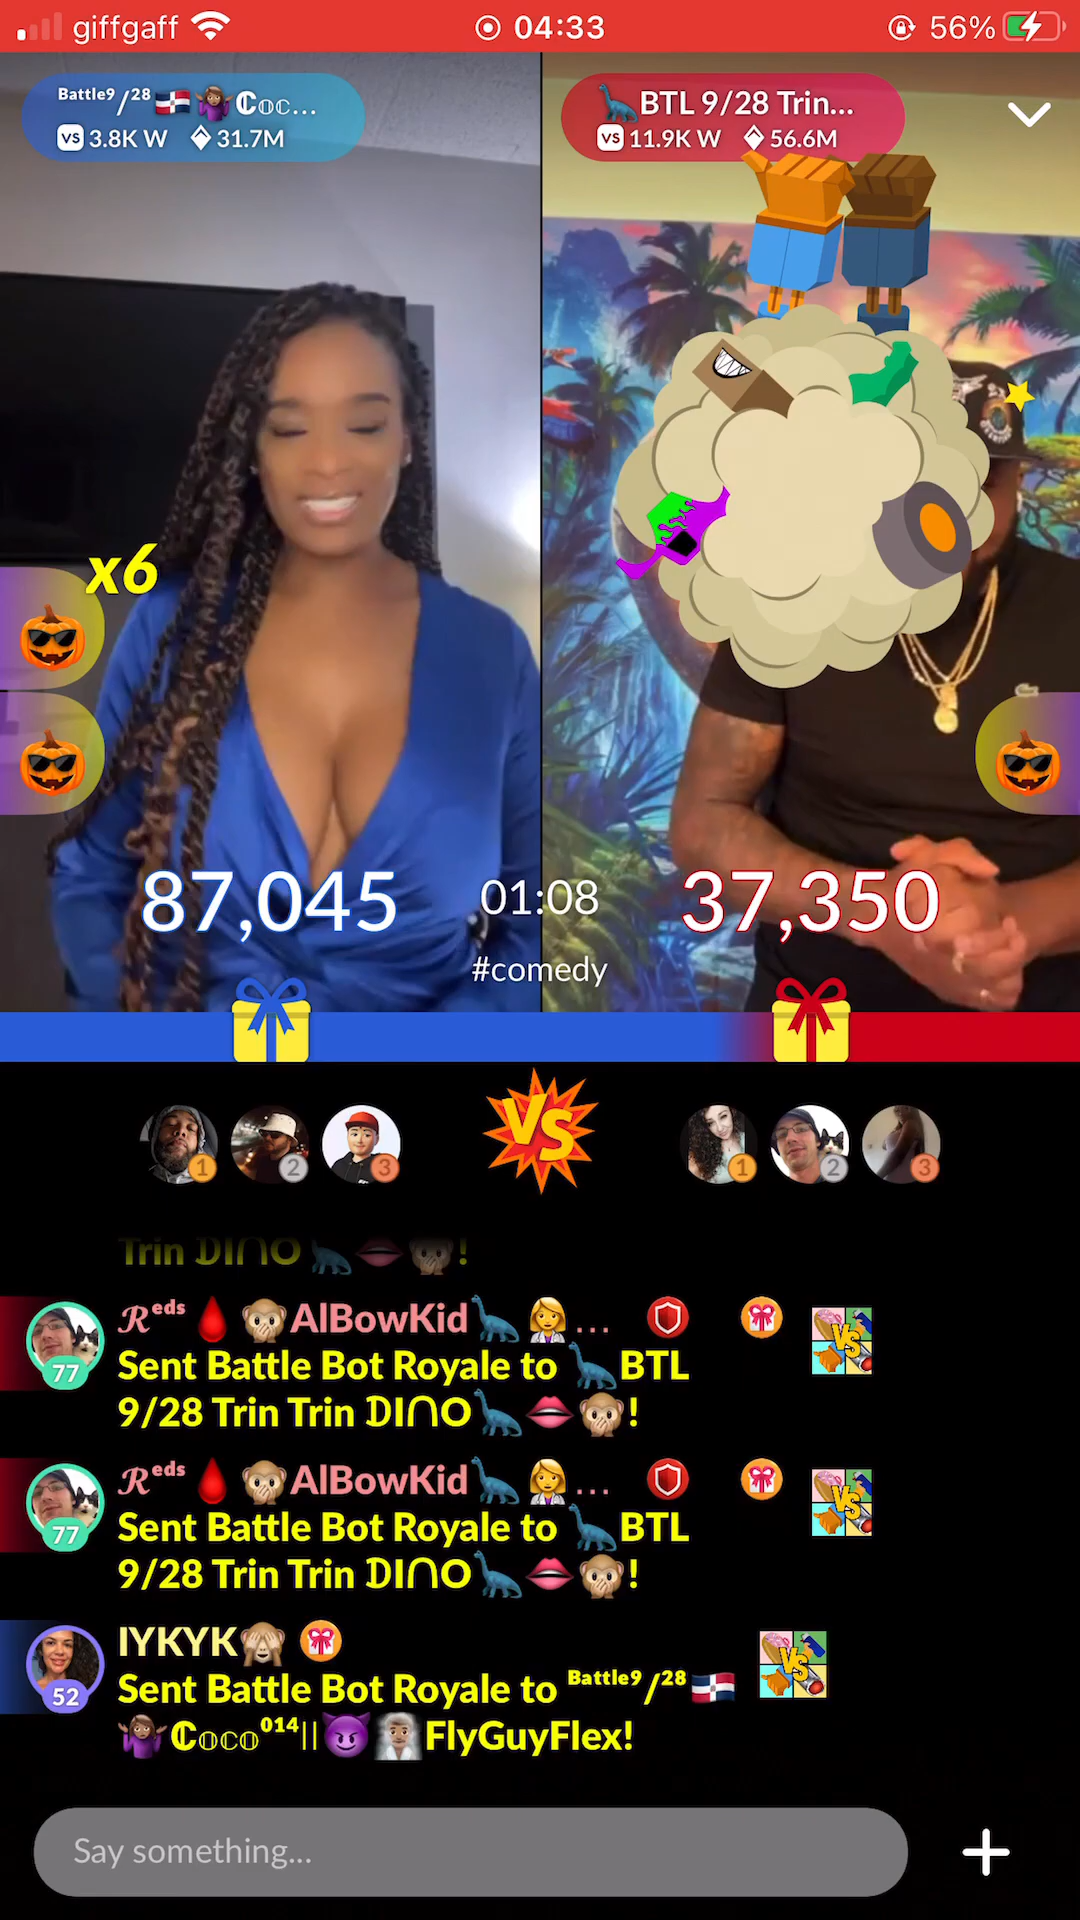 giffgaff 04:33 56%
Battle9/28🇩🇴🤷🏽‍♀️ℂ𝕠𝕔...
VS 3.8K W 31.7M
🦕BTL 9/28 Trin...
VS 11.9K W 56.6M
x6
87,045
01:08
37,350
#comedy
VS
1 2 3
1 2 3
Trin ᎠIᑎO🦕👄🫢!
ℛᵉᵈˢ🩸🙊AlBowKid🦕👩‍⚕️...
77
Sent Battle Bot Royale to 🦕BTL
9/28 Trin Trin ᎠIᑎO🦕👄🙊!
ℛᵉᵈˢ🩸🙊AlBowKid🦕👩‍⚕️...
77
Sent Battle Bot Royale to 🦕BTL
9/28 Trin Trin ᎠIᑎO🦕👄🙊!
IYKYK🙈
52
Sent Battle Bot Royale to ᴮᵃᵗᵗˡᵉ⁹/²⁸🇩🇴
🤷🏽‍♀️ℂ𝕠𝕔𝕠⁰¹⁴||😈FlyGuyFlex!
Say something...